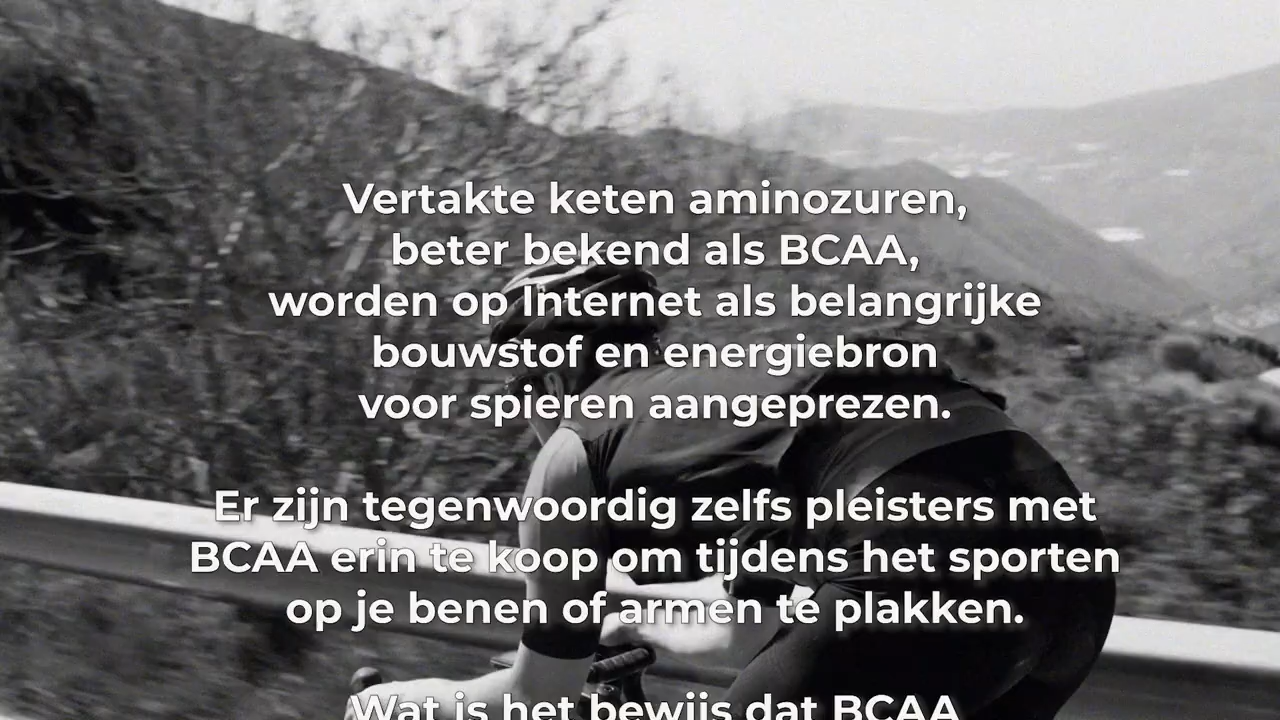 Vertakte keten aminozuren,
beter bekend als BCAA,
worden op Internet als belangrijke
bouwstof en energiebron
voor spieren aangeprezen.
Er zijn tegenwoordig zelfs pleisters met
BCAA erin te koop om tijdens het sporten
op je benen of armen te plakken.
Wat is het bewijs dat BCAA